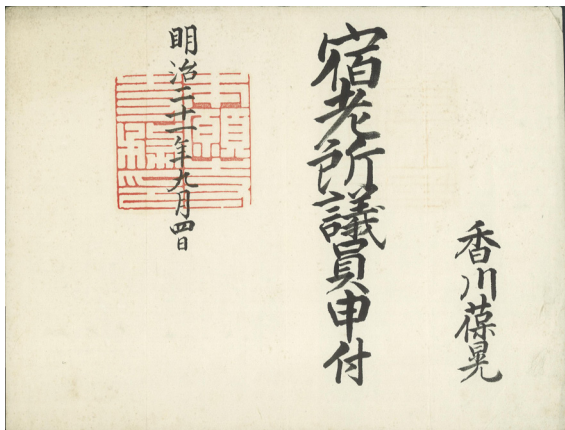 香川葆晃
宿老所議員申付
明治二十一年九月四日